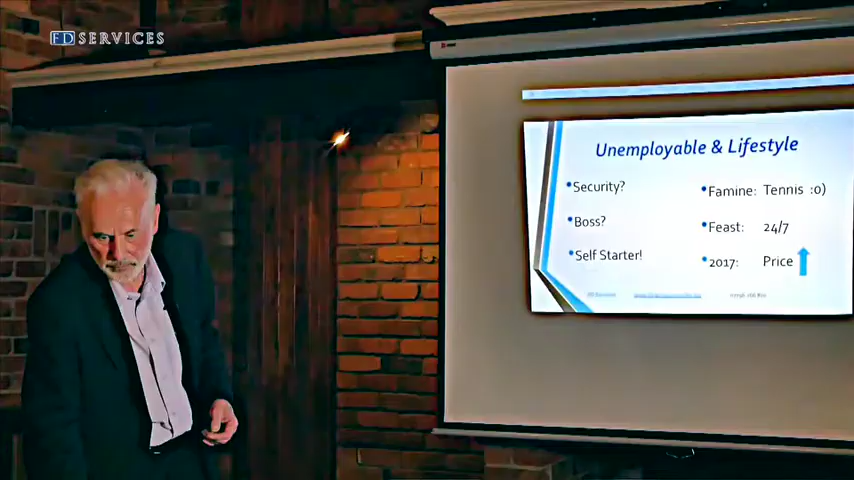 FD SERVICES
Unemployable & Lifestyle
•Security?
•Boss?
•Self Starter!
•Famine: Tennis :o)
•Feast: 24/7
•2017: Price